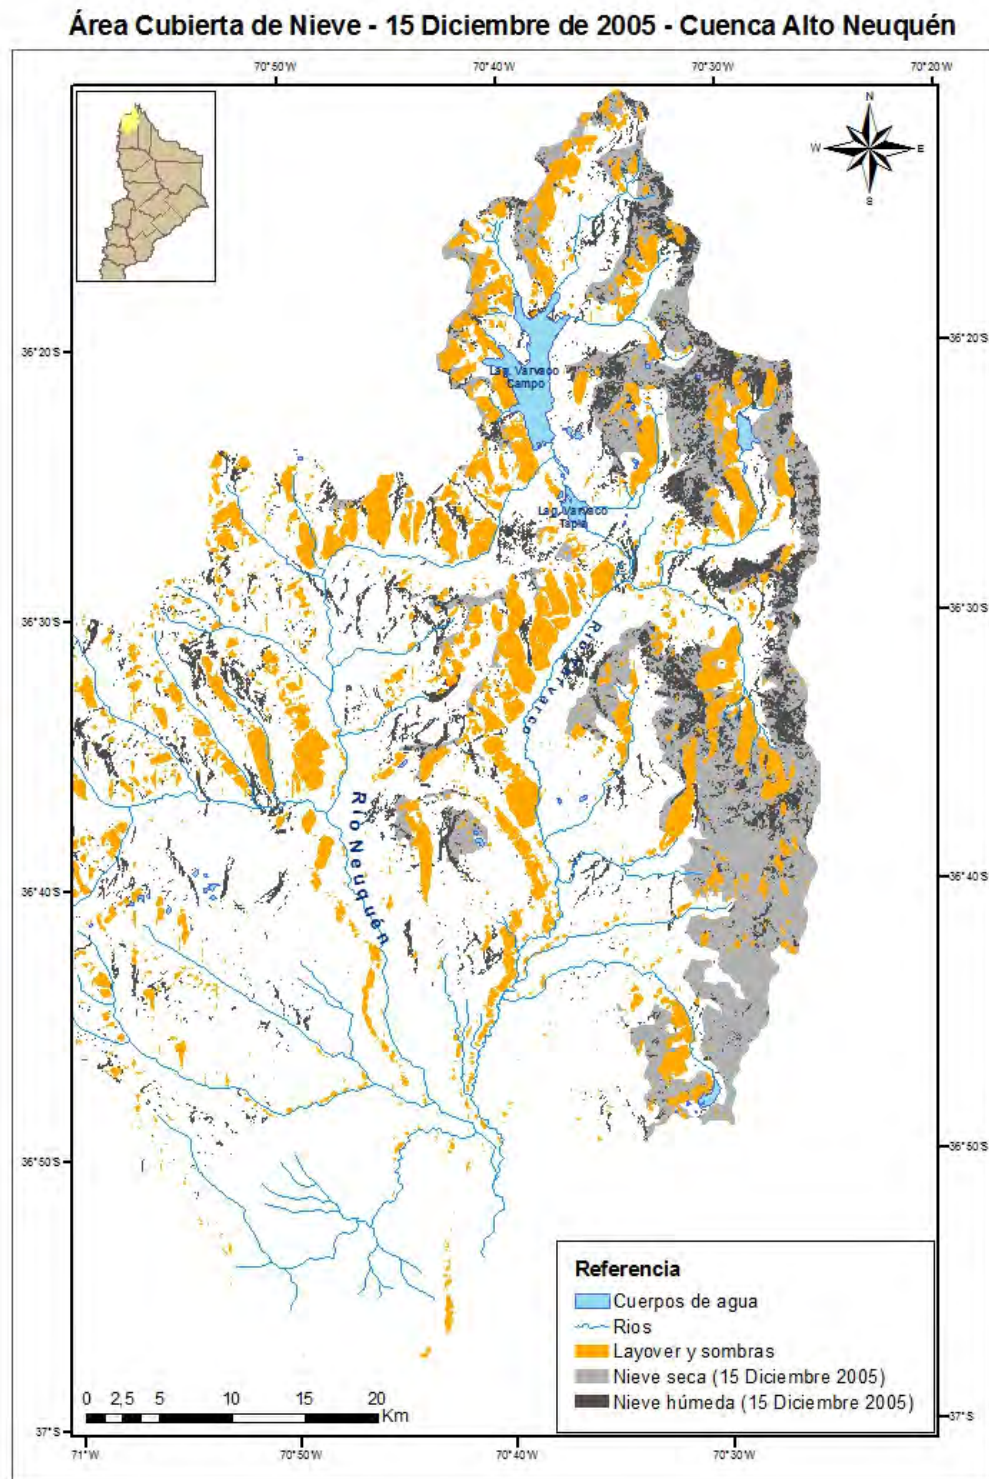 Área Cubierta de Nieve - 15 Diciembre de 2005 - Cuenca Alto Neuquén
70°50'W
70°40'W
70°30'W
70°20'W
N
W
E
S
36°20'S
36°20'S
Lag. Varvaco
Campo
Lag. Varvaco
Tapia
36°30'S
36°30'S
Río Varvarco
Río Neuquén
36°40'S
36°40'S
36°50'S
36°50'S
Referencia
Cuerpos de agua
Rios
Layover y sombras
Nieve seca (15 Diciembre 2005)
Nieve húmeda (15 Diciembre 2005)
0 2,5 5 10 15 20
Km
37°S
37°S
71°W
70°50'W
70°40'W
70°30'W